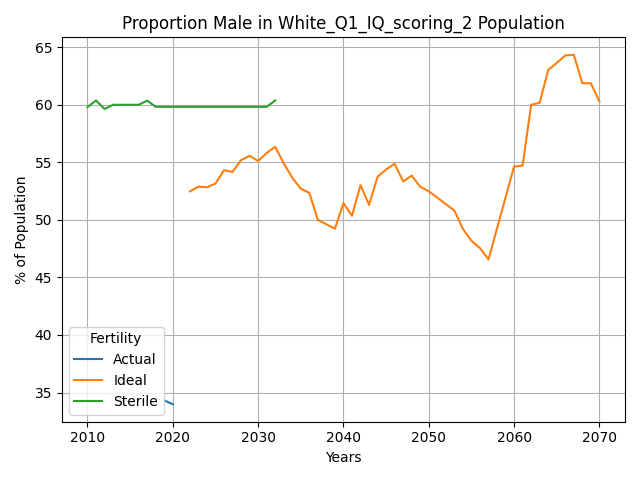 Proportion Male in White_Q1_IQ_scoring_2 Population
% of Population
65
60
55
50
45
40
35
Fertility
Actual
Ideal
Sterile
2010 2020 2030 2040 2050 2060 2070
Years